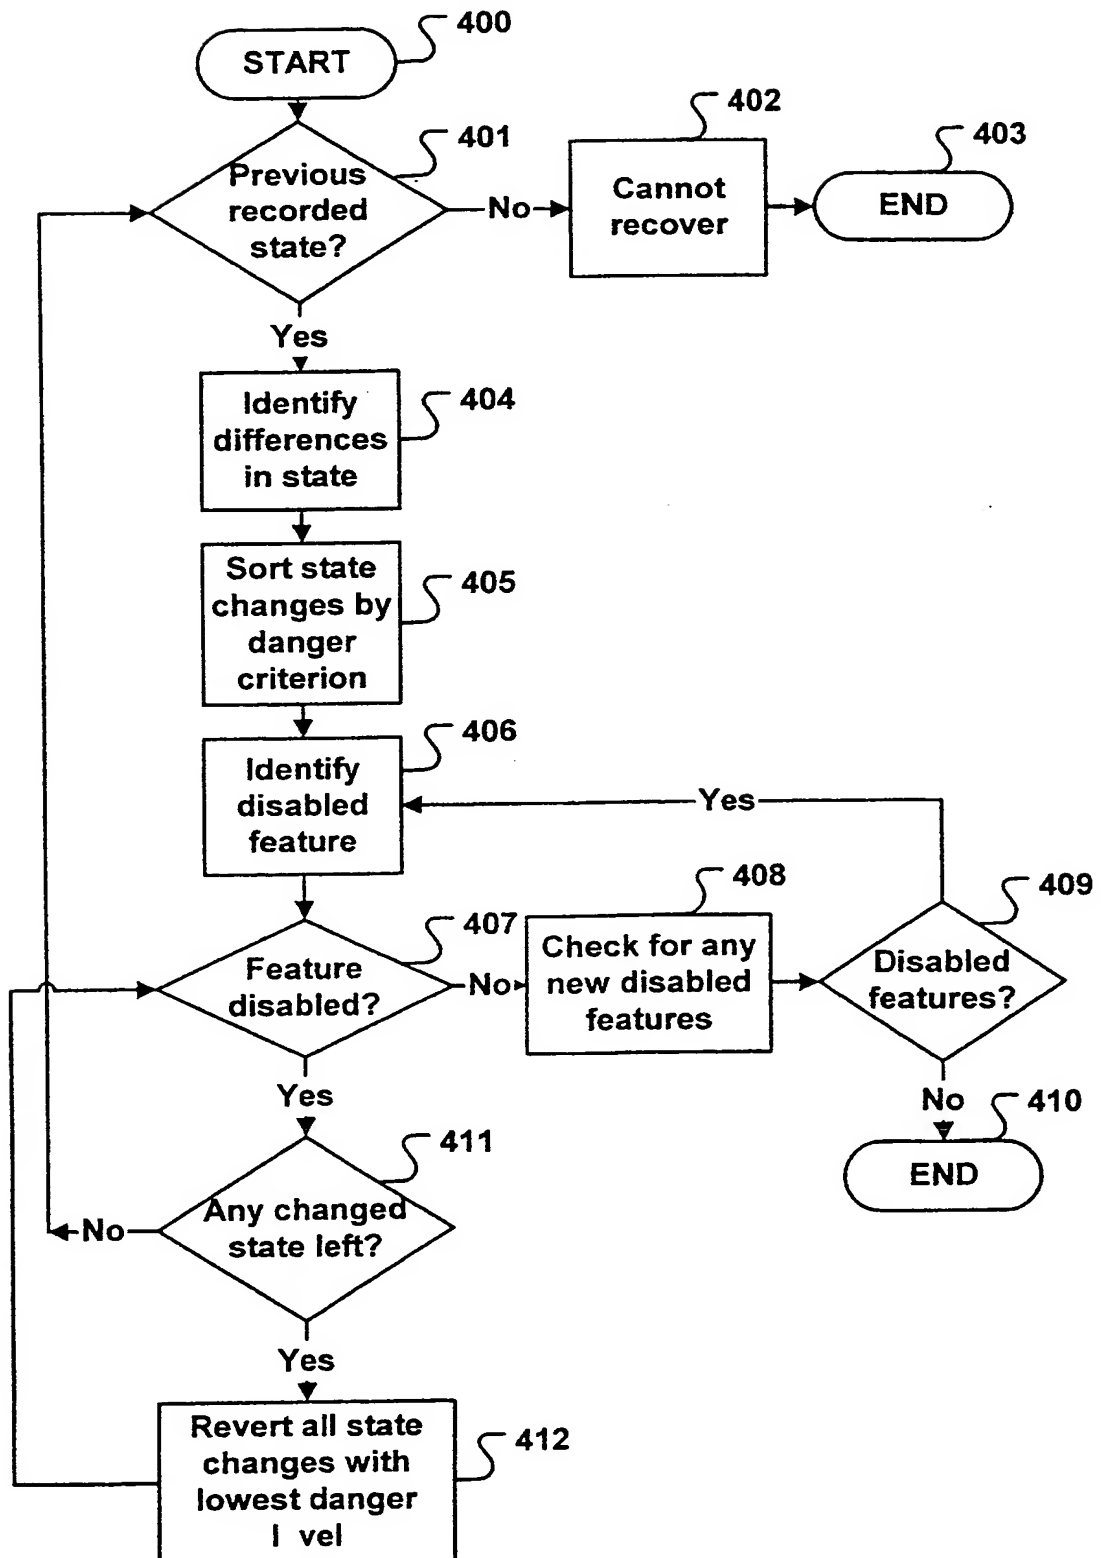 400
START
401
402
403
Previous
recorded
state?
No
Cannot
recover
END
Yes
Identify
differences
in state
404
Sort state
changes by
danger
criterion
405
406
Identify
disabled
feature
Yes
407
408
409
Feature
disabled?
No
Check for any
new disabled
features
Disabled
features?
Yes
No
410
END
411
Any changed
state left?
No
Yes
Revert all state
changes with
lowest danger
l vel
412